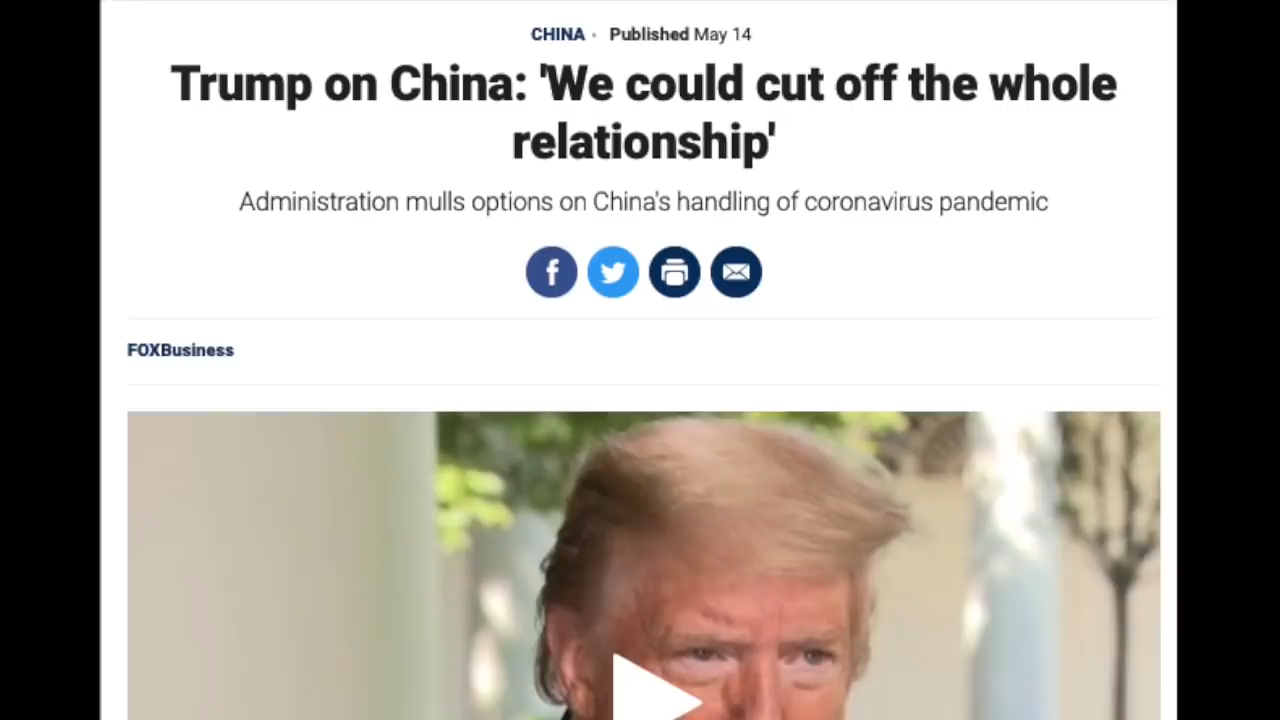 CHINA · Published May 14
Trump on China: 'We could cut off the whole
relationship'
Administration mulls options on China's handling of coronavirus pandemic
FOXBusiness